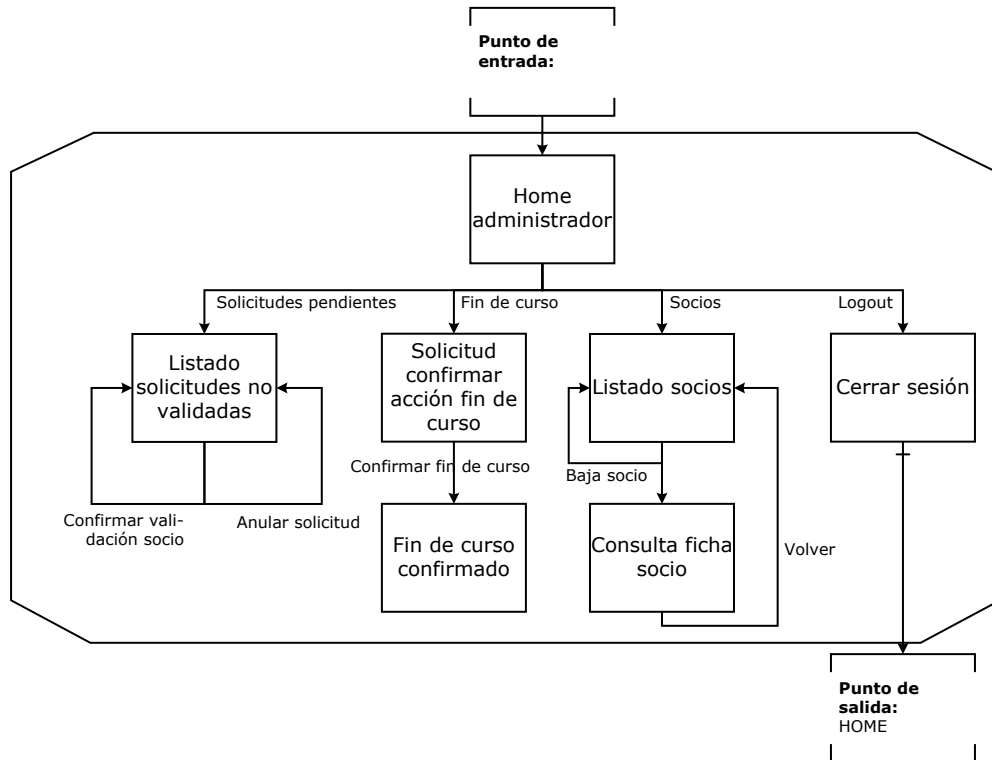 Punto de
entrada:
Home
administrador
Solicitudes pendientes
Fin de curso
Socios
Logout
Listado
solicitudes no
validadas
Solicitud
confirmar
acción fin de
curso
Listado socios
Cerrar sesión
Confirmar fin de curso
Baja socio
Confirmar vali-
dación socio
Anular solicitud
Fin de curso
confirmado
Consulta ficha
socio
Volver
Punto de
salida:
HOME